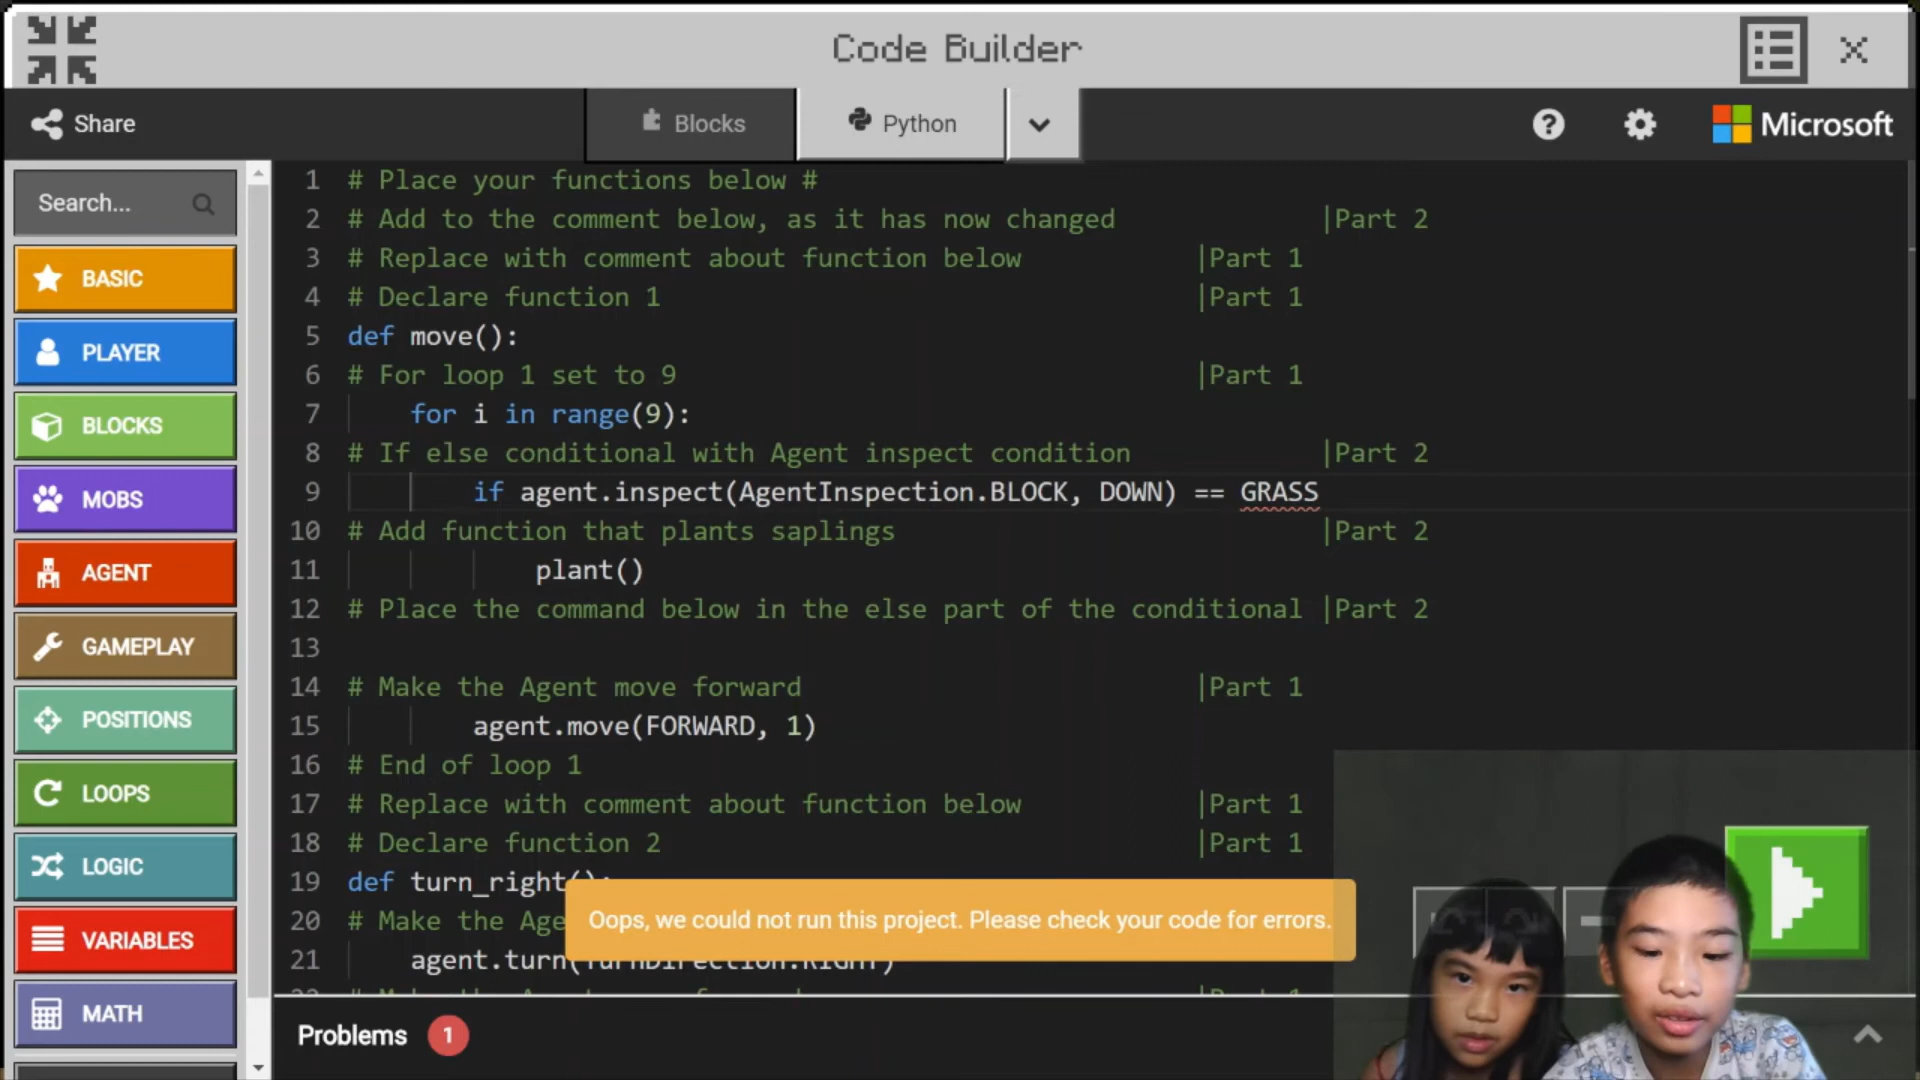 Code Builder
Share
Blocks
Python
Microsoft
Search...
BASIC
PLAYER
BLOCKS
MOBS
AGENT
GAMEPLAY
POSITIONS
LOOPS
LOGIC
VARIABLES
MATH
1 # Place your functions below #
2 # Add to the comment below, as it has now changed |Part 2
3 # Replace with comment about function below |Part 1
4 # Declare function 1 |Part 1
5 def move():
6 # For loop 1 set to 9 |Part 1
7 for i in range(9):
8 # If else conditional with Agent inspect condition |Part 2
9 if agent.inspect(AgentInspection.BLOCK, DOWN) == GRASS
10 # Add function that plants saplings |Part 2
11 plant()
12 # Place the command below in the else part of the conditional |Part 2
13
14 # Make the Agent move forward |Part 1
15 agent.move(FORWARD, 1)
16 # End of loop 1
17 # Replace with comment about function below |Part 1
18 # Declare function 2 |Part 1
19 def turn_right():
20 # Make the Age
21 agent.turn(TurnDirection.RIGHT)
Oops, we could not run this project. Please check your code for errors.
Problems 1